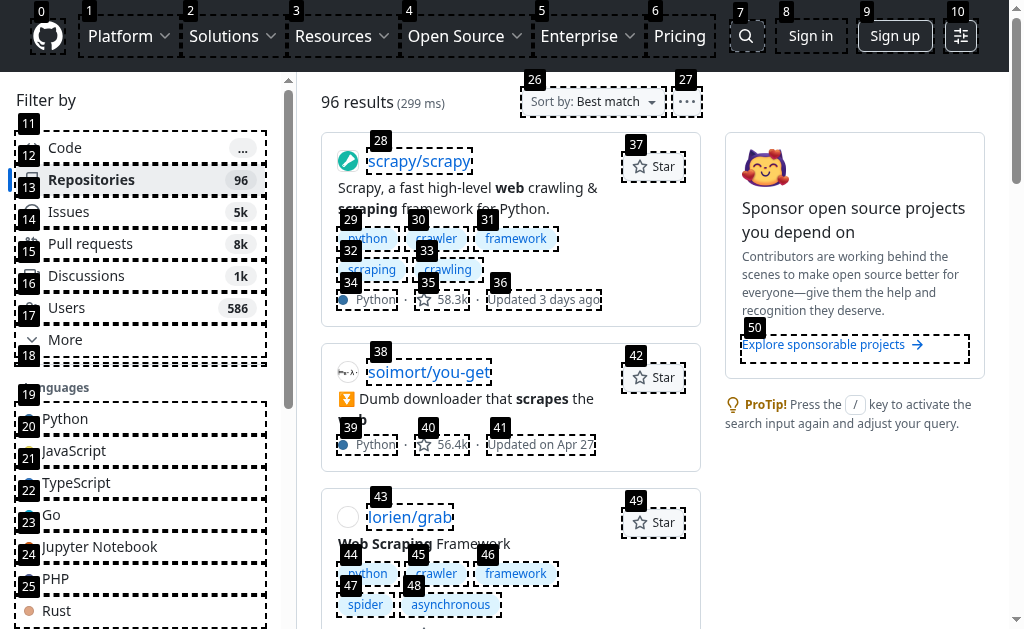 0 1 2 3 4 5 6 7 8 9 10
Platform Solutions Resources Open Source Enterprise Pricing Sign in Sign up
Filter by
11
12 Code ...
13 Repositories 96
14 Issues 5k
15 Pull requests 8k
16 Discussions 1k
17 Users 586
18 More
19
20 Python
21 JavaScript
22 TypeScript
23 Go
24 Jupyter Notebook
25 PHP
Rust
26 27
96 results (299 ms) Sort by: Best match ...
28 37
scrapy/scrapy Star
Scrapy, a fast high-level web crawling &
scraping framework for Python.
29 30 31
python crawler framework
32 33
scraping crawling
34 35 36
Python · 58.3k · Updated 3 days ago
38 42
soimort/you-get Star
Dumb downloader that scrapes the
web
39 40 41
Python · 56.4k · Updated on Apr 27
43 49
lorien/grab Star
Web Scraping Framework
44 45 46
python crawler framework
47 48
spider asynchronous
Sponsor open source projects
you depend on
Contributors are working behind the
scenes to make open source better for
everyone—give them the help and
recognition they deserve.
50
Explore sponsorable projects
ProTip! Press the / key to activate the
search input again and adjust your query.